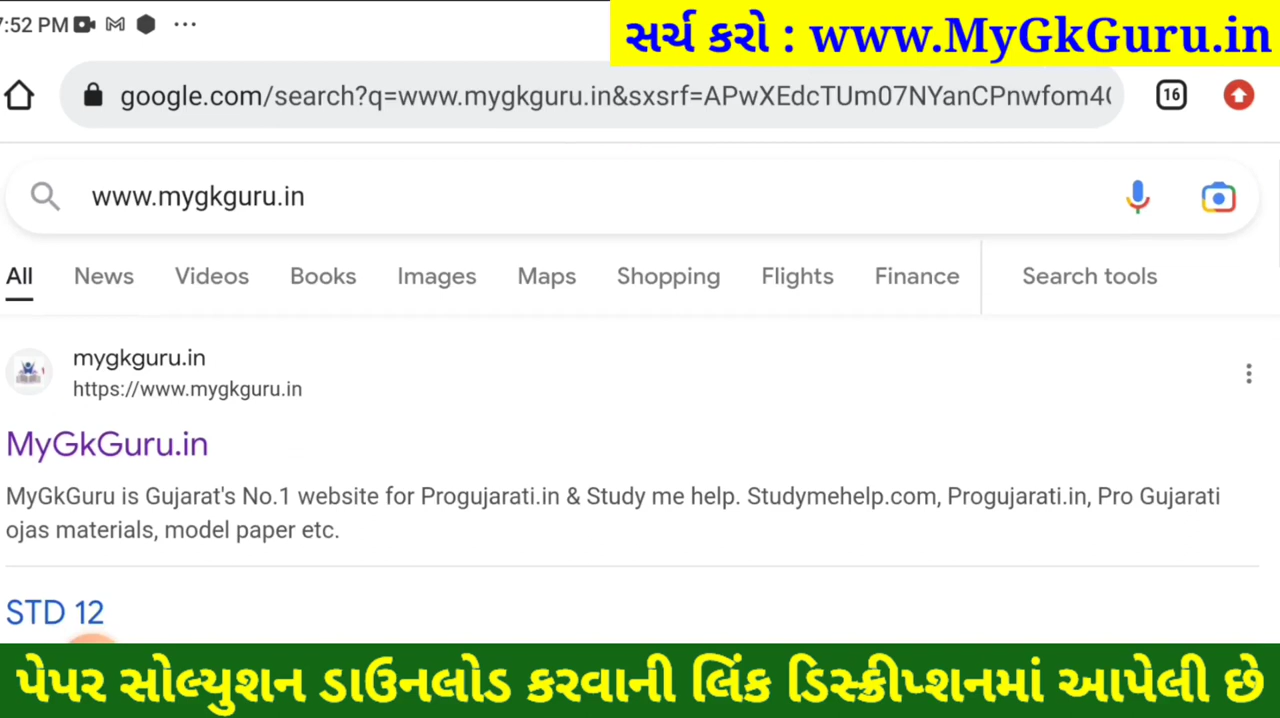 7:52 PM
સર્ચ કરો : www.MyGkGuru.in
google.com/search?q=www.mygkguru.in&sxsrf=APwXEdcTUm07NYanCPnwfom4
16
www.mygkguru.in
All News Videos Books Images Maps Shopping Flights Finance Search tools
mygkguru.in
https://www.mygkguru.in
MyGkGuru.in
MyGkGuru is Gujarat's No.1 website for Progujarati.in & Study me help. Studymehelp.com, Progujarati.in, Pro Gujarati
ojas materials, model paper etc.
STD 12
પેપર સોલ્યુશન ડાઉનલોડ કરવાની લિંક ડિસ્ક્રીપ્શનમાં આપેલી છે